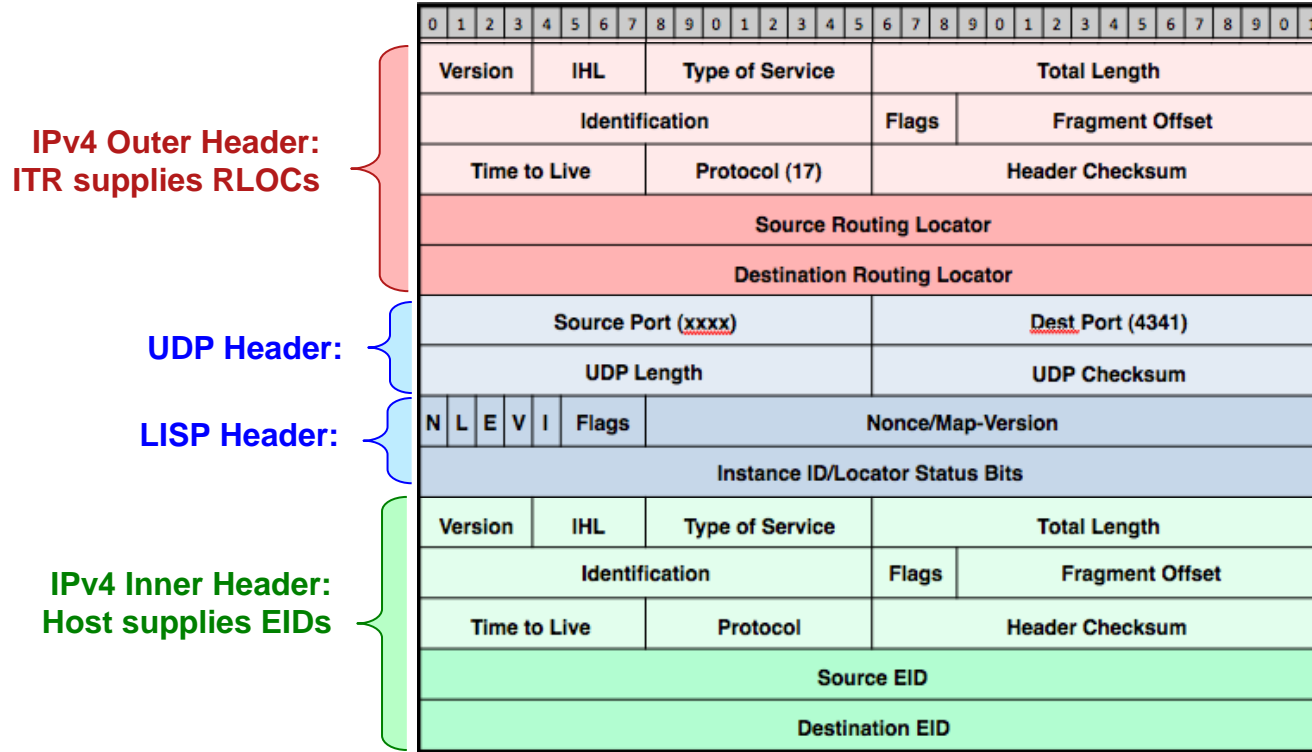 0 1 2 3 4 5 6 7 8 9 0 1 2 3 4 5 6 7 8 9 0 1 2 3 4 5 6 7 8 9 0 1
IPv4 Outer Header:
ITR supplies RLOCs
Version IHL Type of Service Total Length
Identification Flags Fragment Offset
Time to Live Protocol (17) Header Checksum
Source Routing Locator
Destination Routing Locator
UDP Header:
Source Port (xxxx) Dest Port (4341)
UDP Length UDP Checksum
LISP Header:
N L E V I Flags Nonce/Map-Version
Instance ID/Locator Status Bits
IPv4 Inner Header:
Host supplies EIDs
Version IHL Type of Service Total Length
Identification Flags Fragment Offset
Time to Live Protocol Header Checksum
Source EID
Destination EID